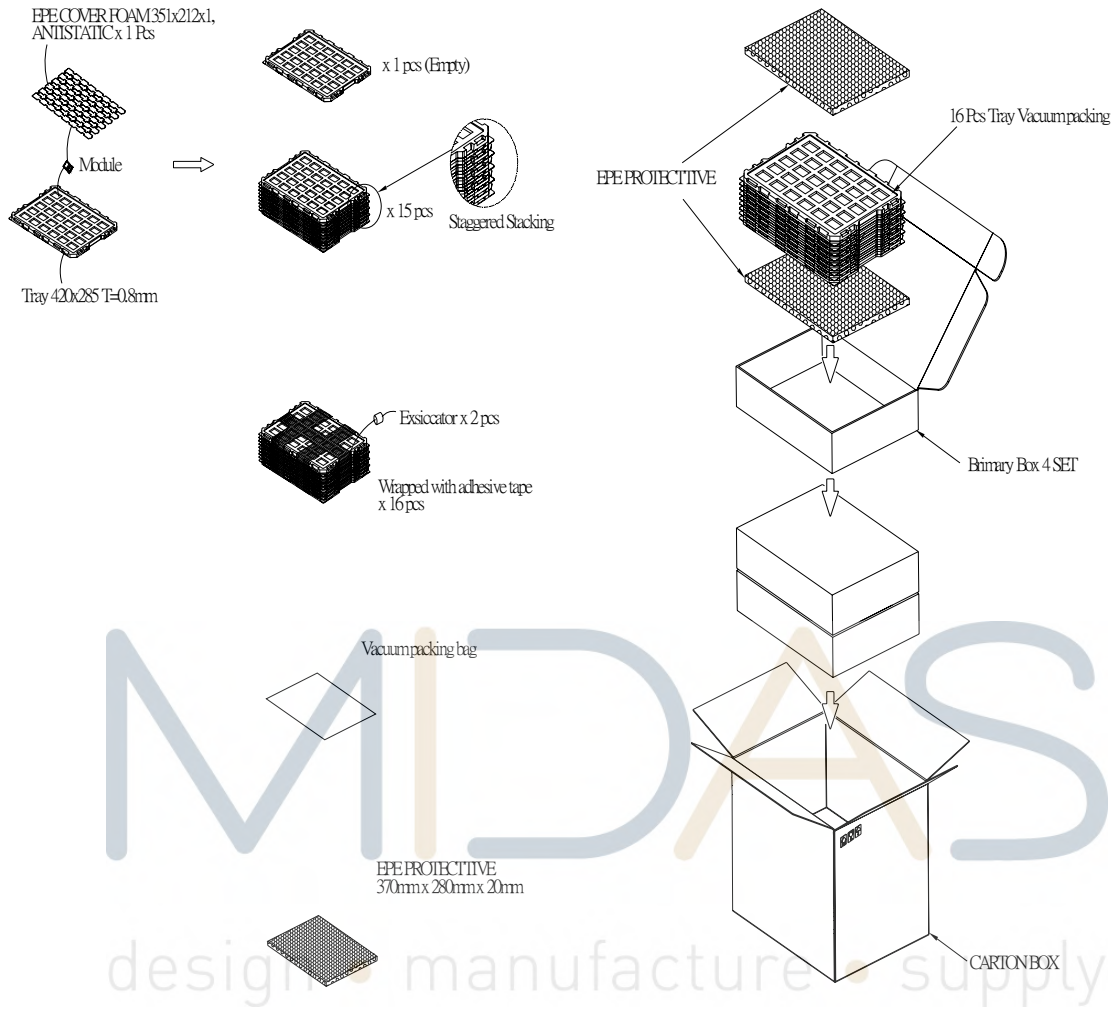 EPE COVER FOAM 351x212x1,
ANTISTATIC x 1 Pcs
x 1 pcs (Empty)
16 Pcs Tray Vacuum packing
Module
EPE PROTECTTIVE
x 15 pcs
Staggered Stacking
Tray 420x285 T=0.8mm
Exsiccator x 2 pcs
Wrapped with adhesive tape
x 16 pcs
Brimary Box 4 SET
Vacuum packing bag
MIDAS
EPE PROTECTTIVE
370mm x 280mm x 20mm
design • manufacture • supply
CARTON BOX